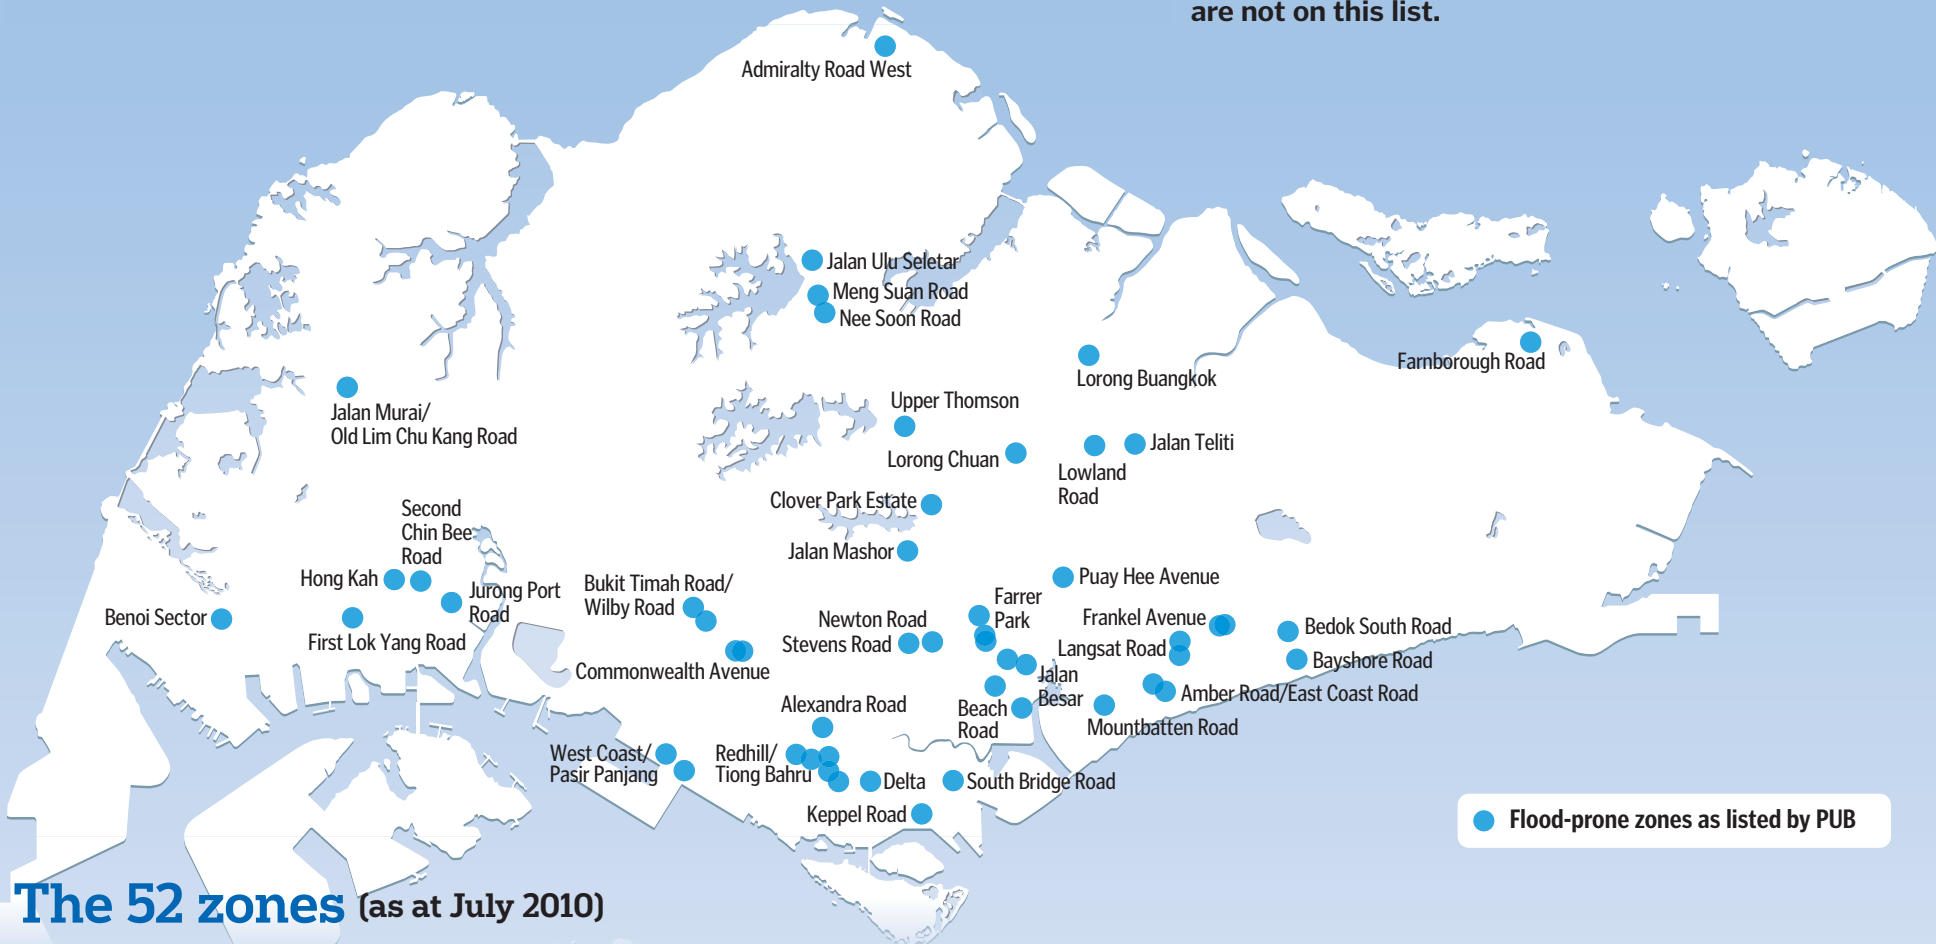 are not on this list.
Admiralty Road West
Jalan Ulu Seletar
Meng Suan Road
Nee Soon Road
Farnborough Road
Lorong Buangkok
Jalan Murai/
Old Lim Chu Kang Road
Upper Thomson
Lorong Chuan
Jalan Teliti
Lowland
Road
Clover Park Estate
Second
Chin Bee
Road
Jalan Mashor
Hong Kah
Jurong Port
Road
Bukit Timah Road/
Wilby Road
Puay Hee Avenue
Farrer
Park
Benoi Sector
First Lok Yang Road
Newton Road
Stevens Road
Frankel Avenue
Langsat Road
Bedok South Road
Bayshore Road
Commonwealth Avenue
Jalan
Besar
Amber Road/East Coast Road
Alexandra Road
Beach
Road
Mountbatten Road
West Coast/
Pasir Panjang
Redhill/
Tiong Bahru
Delta
South Bridge Road
Keppel Road
Flood-prone zones as listed by PUB
The 52 zones (as at July 2010)